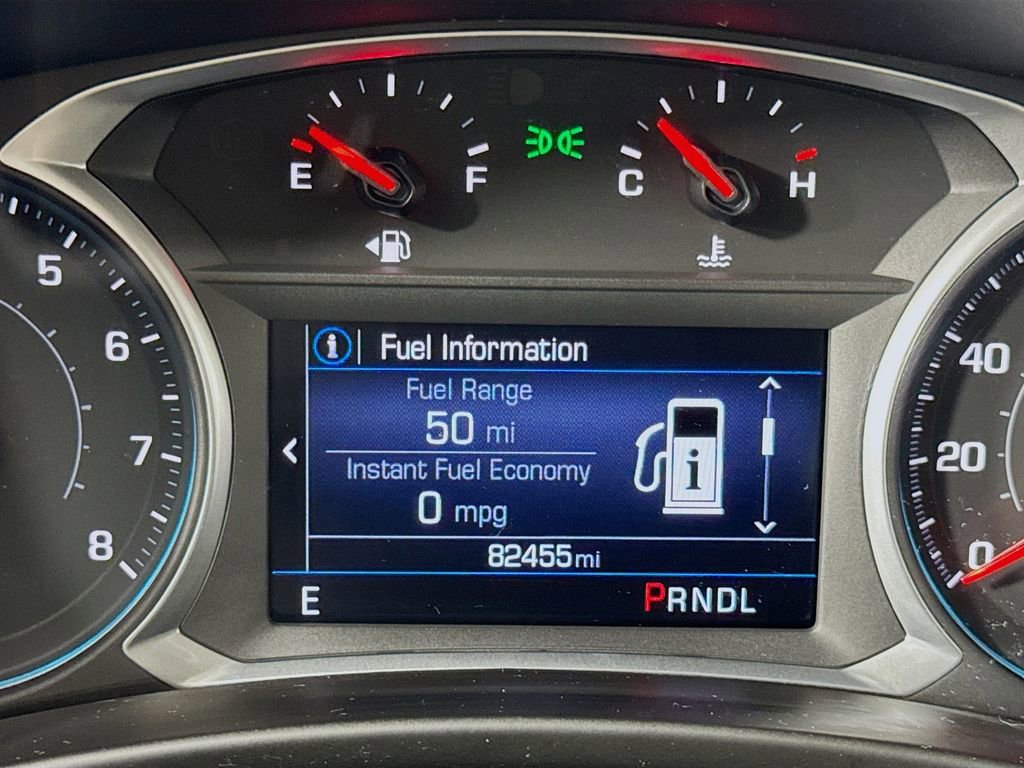 E
F
C
H
5
6
7
8
i
Fuel Information
Fuel Range
50 mi
Instant Fuel Economy
0 mpg
i
82455mi
E
PRNDL
40
20
0